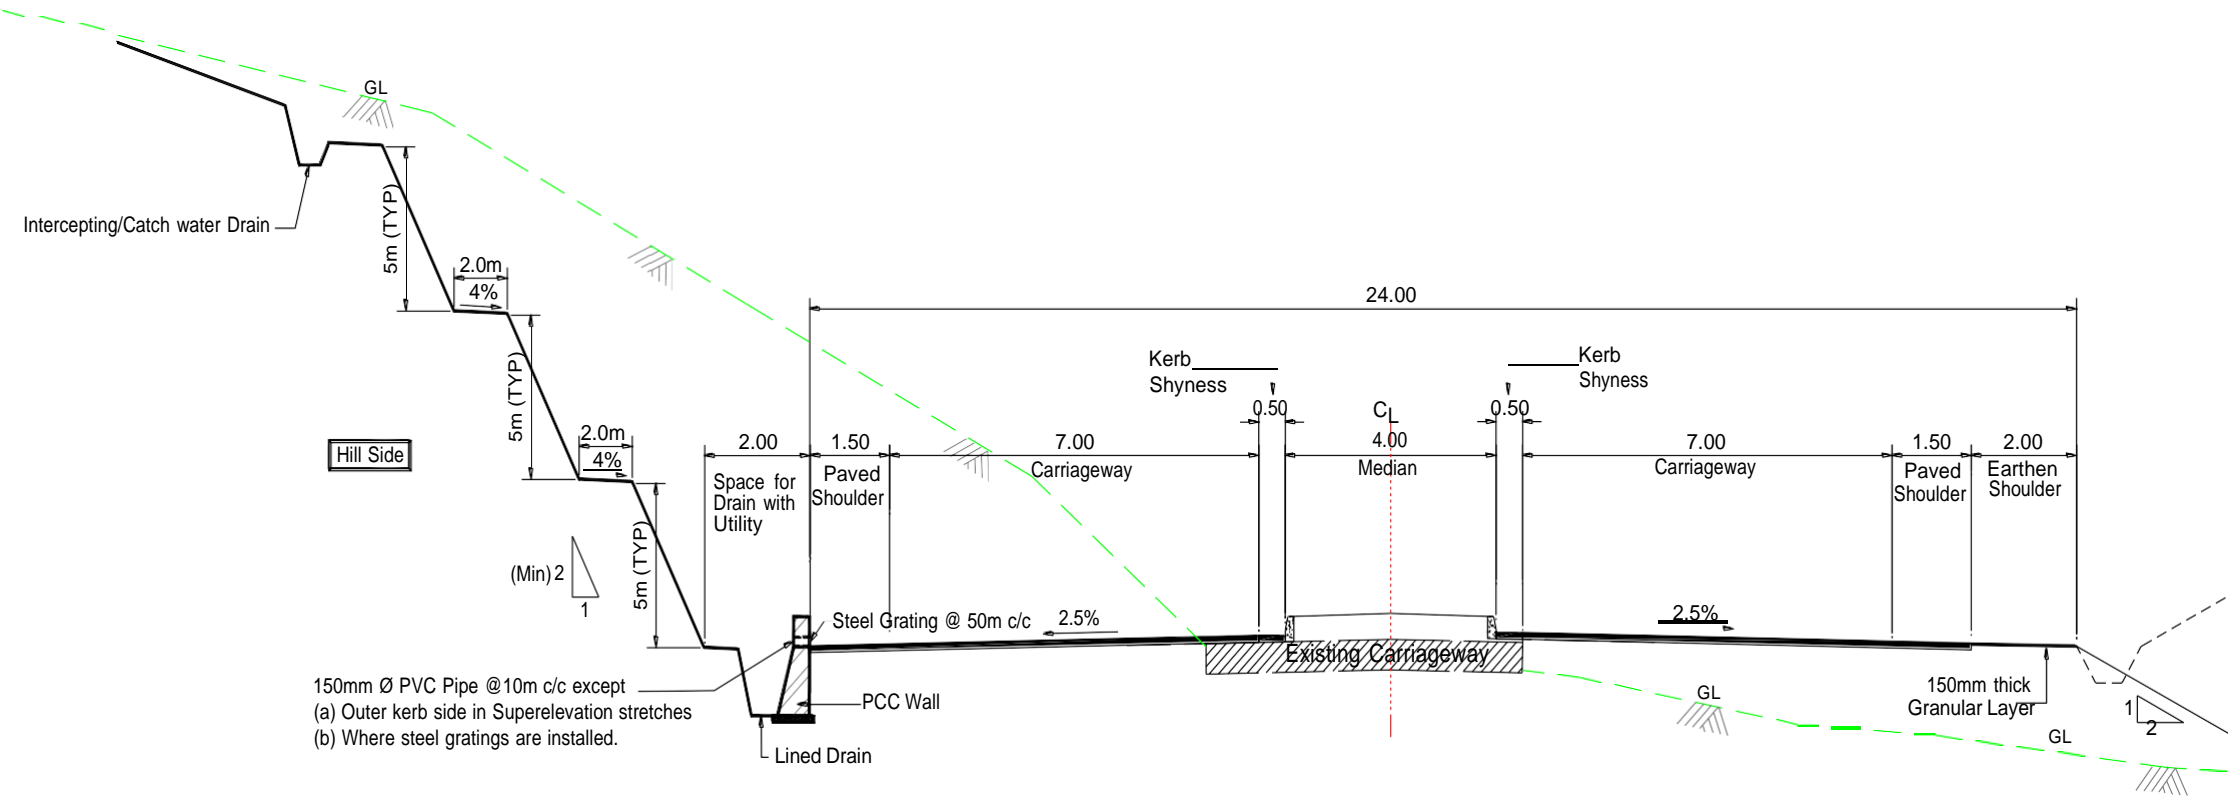 GL
Intercepting/Catch water Drain
5m (TYP)
2.0m
4%
24.00
Kerb
Shyness
Kerb
Shyness
5m (TYP)
0.50
CL
0.50
2.0m
4%
2.00
1.50
7.00
4.00
7.00
1.50
2.00
Hill Side
Space for
Drain with
Utility
Paved
Shoulder
Carriageway
Median
Carriageway
Paved
Shoulder
Earthen
Shoulder
5m (TYP)
(Min) 2
1
Steel Grating @ 50m c/c
2.5%
2.5%
Existing Carriageway
150mm Ø PVC Pipe @10m c/c except
(a) Outer kerb side in Superelevation stretches
(b) Where steel gratings are installed.
PCC Wall
Lined Drain
GL
150mm thick
Granular Layer
1
2
GL